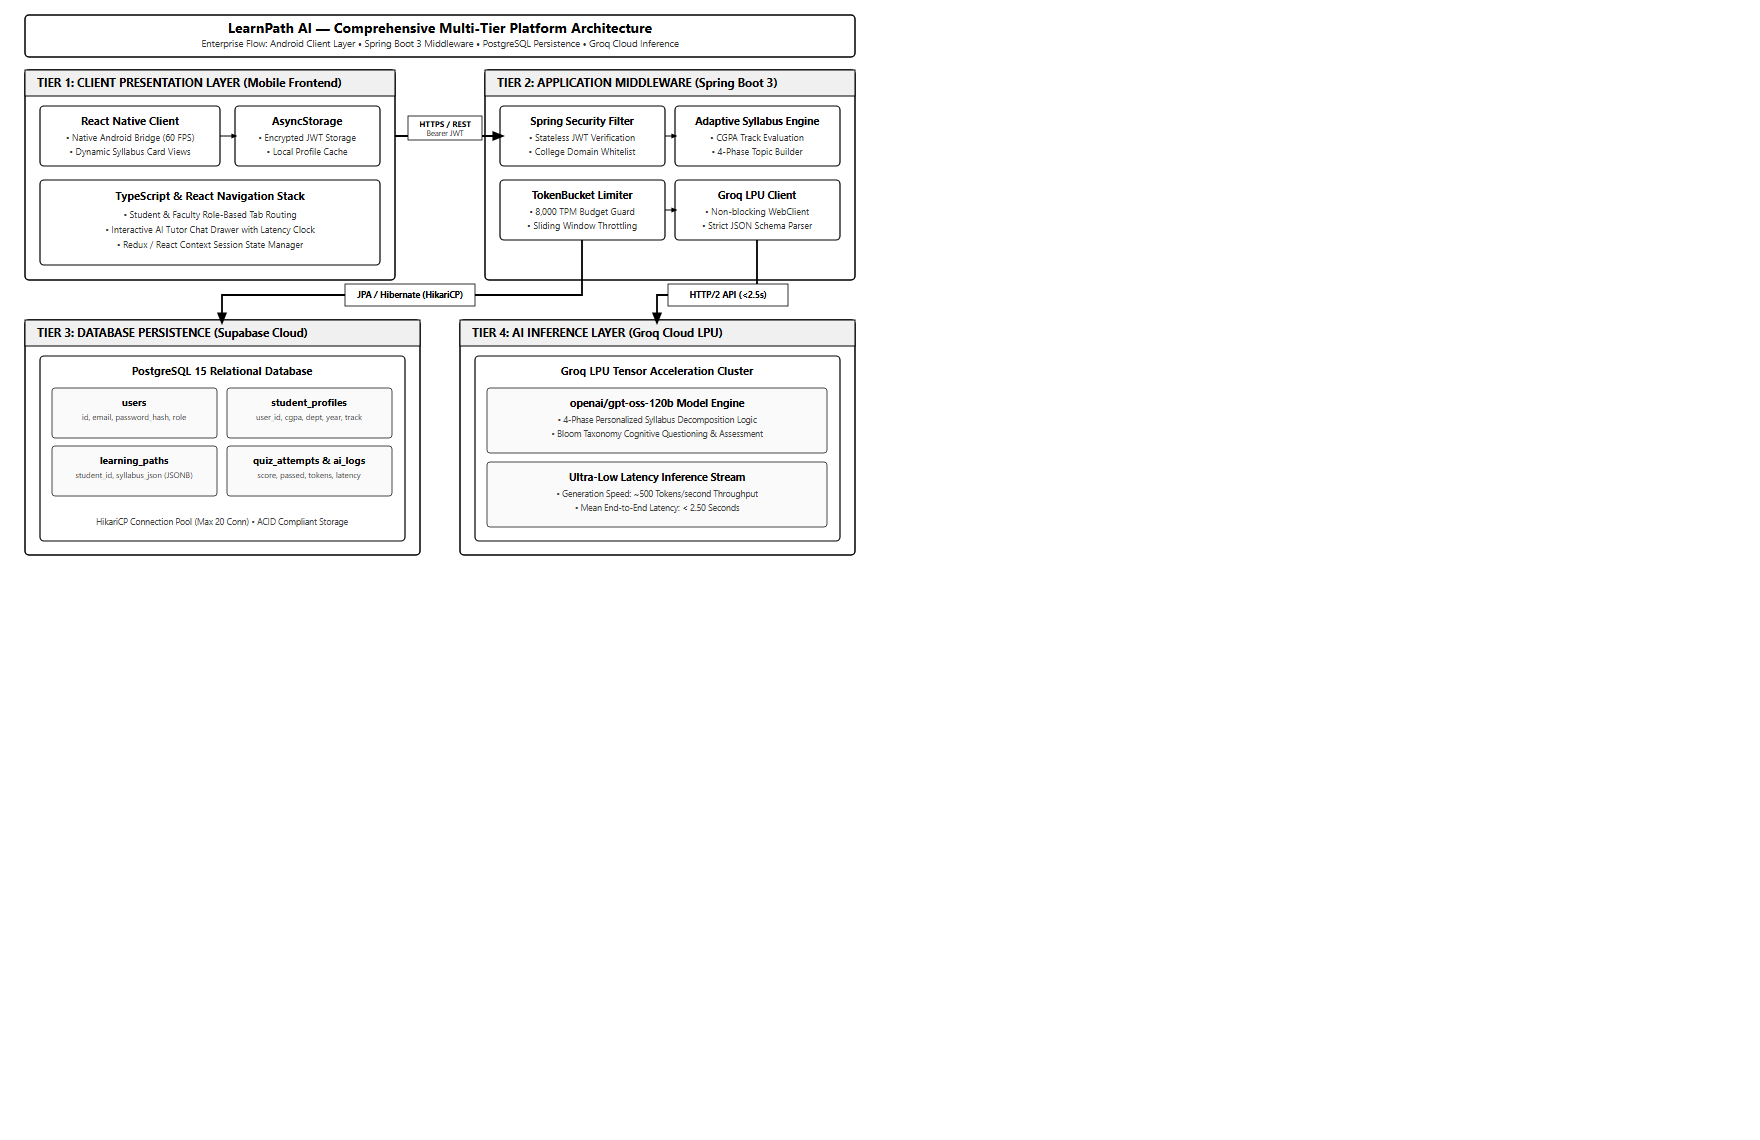 LearnPath AI — Comprehensive Multi-Tier Platform Architecture
Enterprise Flow: Android Client Layer • Spring Boot 3 Middleware • PostgreSQL Persistence • Groq Cloud Inference
TIER 1: CLIENT PRESENTATION LAYER (Mobile Frontend)
React Native Client
• Native Android Bridge (60 FPS)
• Dynamic Syllabus Card Views
AsyncStorage
• Encrypted JWT Storage
• Local Profile Cache
TypeScript & React Navigation Stack
• Student & Faculty Role-Based Tab Routing
• Interactive AI Tutor Chat Drawer with Latency Clock
• Redux / React Context Session State Manager
HTTPS / REST
Bearer JWT
TIER 2: APPLICATION MIDDLEWARE (Spring Boot 3)
Spring Security Filter
• Stateless JWT Verification
• College Domain Whitelist
Adaptive Syllabus Engine
• CGPA Track Evaluation
• 4-Phase Topic Builder
TokenBucket Limiter
• 8,000 TPM Budget Guard
• Sliding Window Throttling
Groq LPU Client
• Non-blocking WebClient
• Strict JSON Schema Parser
JPA / Hibernate (HikariCP)
HTTP/2 API (<2.5s)
TIER 3: DATABASE PERSISTENCE (Supabase Cloud)
PostgreSQL 15 Relational Database
users
id, email, password_hash, role
student_profiles
user_id, cgpa, dept, year, track
learning_paths
student_id, syllabus_json (JSONB)
quiz_attempts & ai_logs
score, passed, tokens, latency
HikariCP Connection Pool (Max 20 Conn) • ACID Compliant Storage
TIER 4: AI INFERENCE LAYER (Groq Cloud LPU)
Groq LPU Tensor Acceleration Cluster
openai/gpt-oss-120b Model Engine
• 4-Phase Personalized Syllabus Decomposition Logic
• Bloom Taxonomy Cognitive Questioning & Assessment
Ultra-Low Latency Inference Stream
• Generation Speed: ~500 Tokens/second Throughput
• Mean End-to-End Latency: < 2.50 Seconds